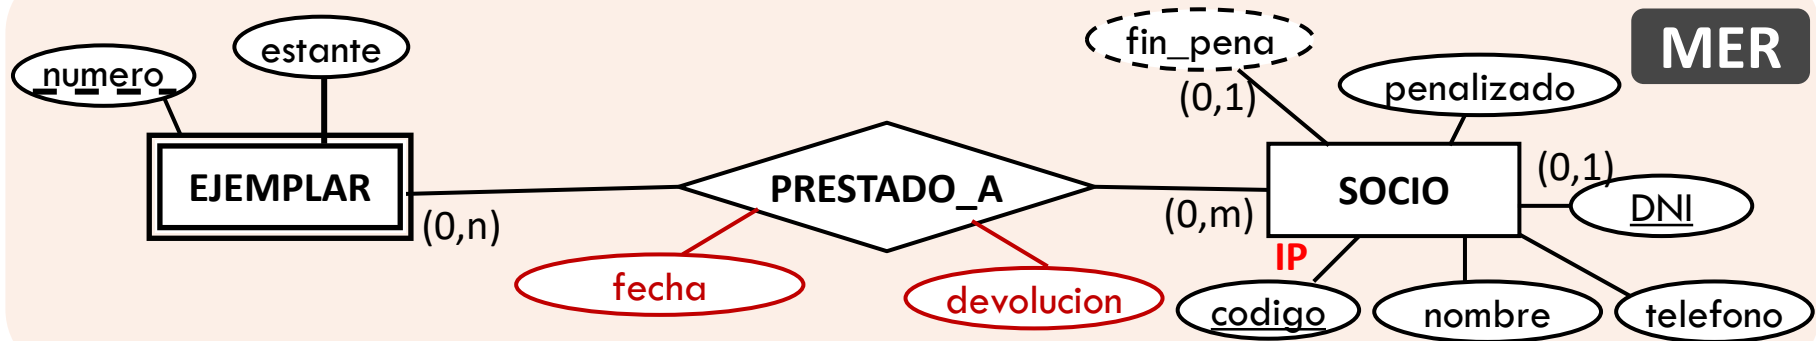 fin_pena
MER
estante
numero
penalizado
(0,1)
(0,1)
EJEMPLAR
PRESTADO_A
SOCIO
DNI
(0,n)
(0,m)
IP
fecha
devolucion
codigo
nombre
telefono